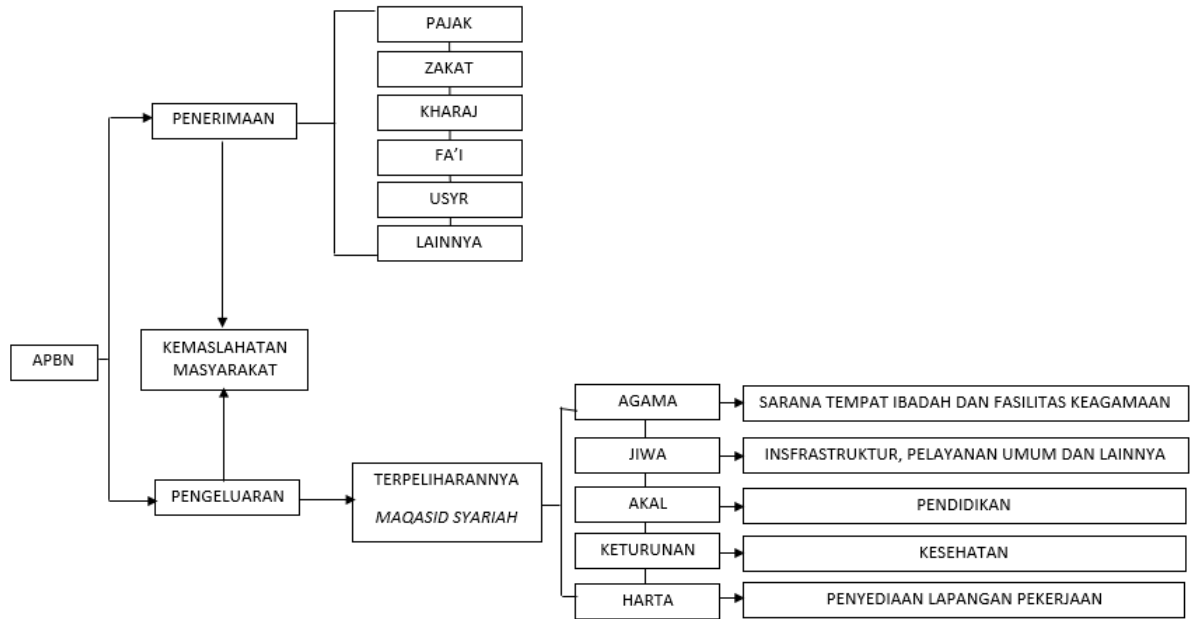 PAJAK
ZAKAT
KHARAJ
FA’I
USYR
LAINNYA
PENERIMAAN
APBN
KEMASLAHATAN
MASYARAKAT
PENGELUARAN
TERPELIHARANNYA
MAQASID SYARIAH
AGAMA
SARANA TEMPAT IBADAH DAN FASILITAS KEAGAMAAN
JIWA
INSFRASTRUKTUR, PELAYANAN UMUM DAN LAINNYA
AKAL
PENDIDIKAN
KETURUNAN
KESEHATAN
HARTA
PENYEDIAAN LAPANGAN PEKERJAAN